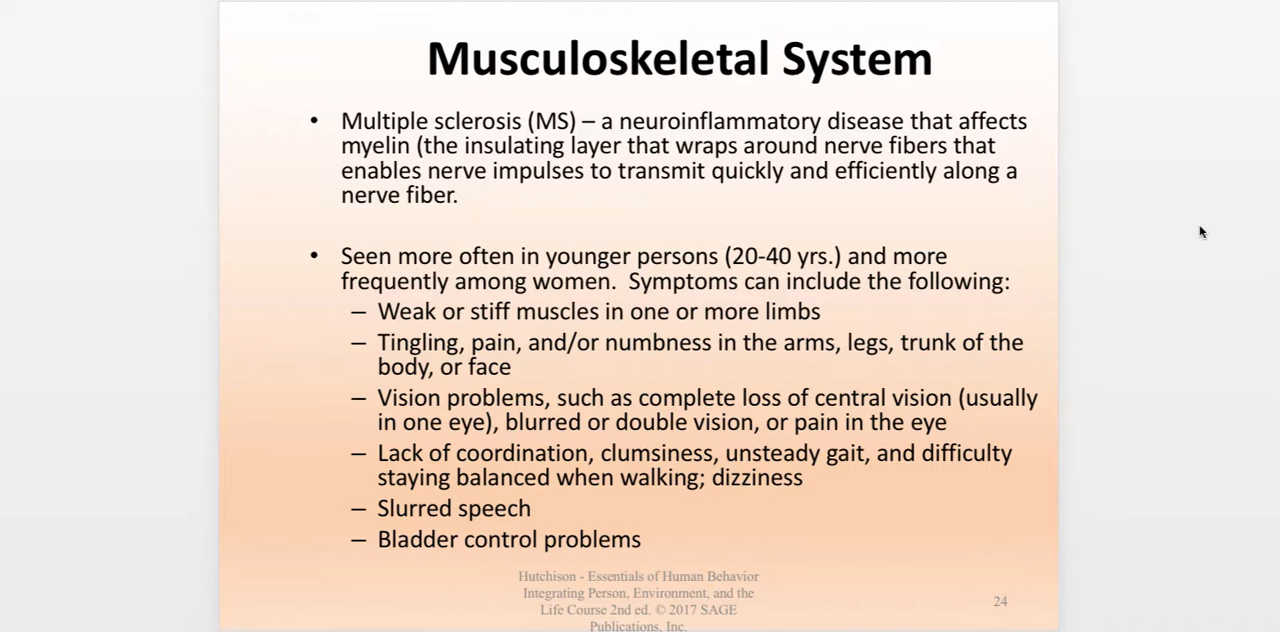 Musculoskeletal System
• Multiple sclerosis (MS) – a neuroinflammatory disease that affects
myelin (the insulating layer that wraps around nerve fibers that
enables nerve impulses to transmit quickly and efficiently along a
nerve fiber.
• Seen more often in younger persons (20-40 yrs.) and more
frequently among women.  Symptoms can include the following:
– Weak or stiff muscles in one or more limbs
– Tingling, pain, and/or numbness in the arms, legs, trunk of the
body, or face
– Vision problems, such as complete loss of central vision (usually
in one eye), blurred or double vision, or pain in the eye
– Lack of coordination, clumsiness, unsteady gait, and difficulty
staying balanced when walking; dizziness
– Slurred speech
– Bladder control problems
Hutchison - Essentials of Human Behavior
Integrating Person, Environment, and the
Life Course 2nd ed. © 2017 SAGE
Publications, Inc.
24